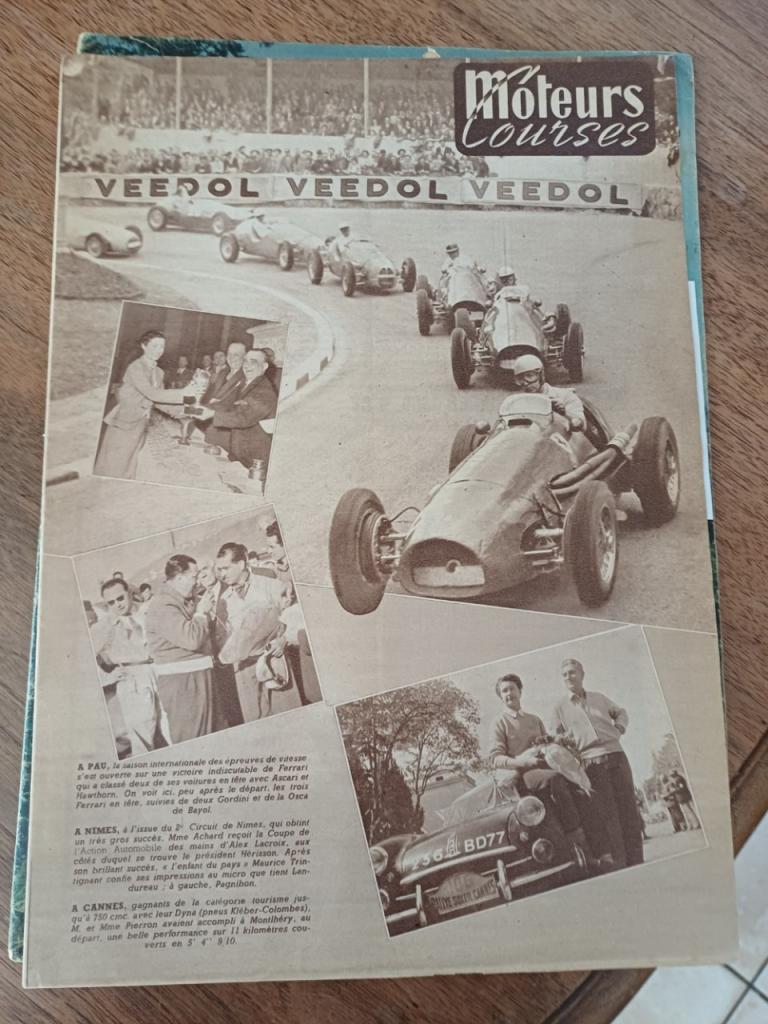 Moteurs
Courses
VEEDOL VEEDOL VEEDOL
236 BD77
RALLYE SOLEIL CANNES
A PAU, la saison internationale des épreuves de vitesse
s'est ouverte sur une victoire indiscutable de Ferrari
qui a classé deux de ses voitures en tête avec Ascari et
Hawthorn. On voit ici, peu après le départ, les trois
Ferrari en tête, suivies de deux Gordini et de la Osca
de Bayol.
A NIMES, à l'issue du 2e Circuit de Nimes, qui obtint
un très gros succès. Mme Achard reçoit la Coupe de
l'Action Automobile des mains d'Alex Lacroix, aux
côtés duquel se trouve le président Hérisson. Après
son brillant succès, « l'enfant du pays » Maurice Trin-
tignant confie ses impressions au micro que tient Lan-
dureau ; à gauche, Pagnibon.
A CANNES, gagnants de la catégorie tourisme jus-
qu'à 750 cmc. avec leur Dyna (pneus Kléber-Colombes),
M. et Mme Pierron avaient accompli à Montlhéry, au
départ, une belle performance sur 11 kilomètres cou-
verts en 5' 4" 8/10.